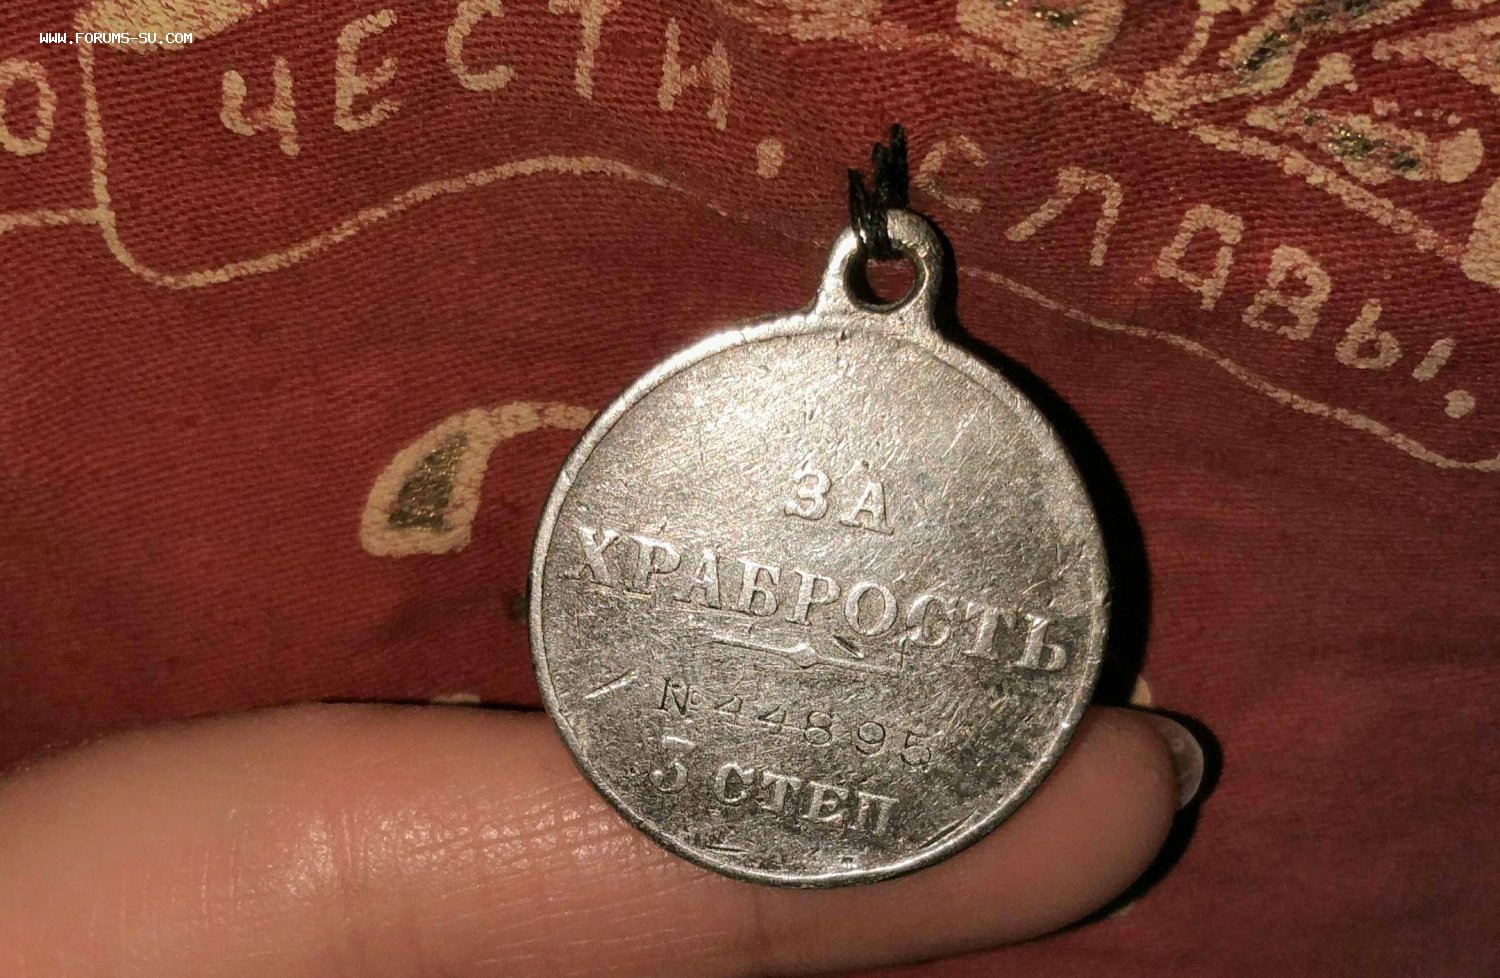 WWW.FORUMS-SU.COM
О ЧЕСТИ. СЛАВЫ.
ЗА
ХРАБРОСТЬ
№ 44895
3 СТЕП